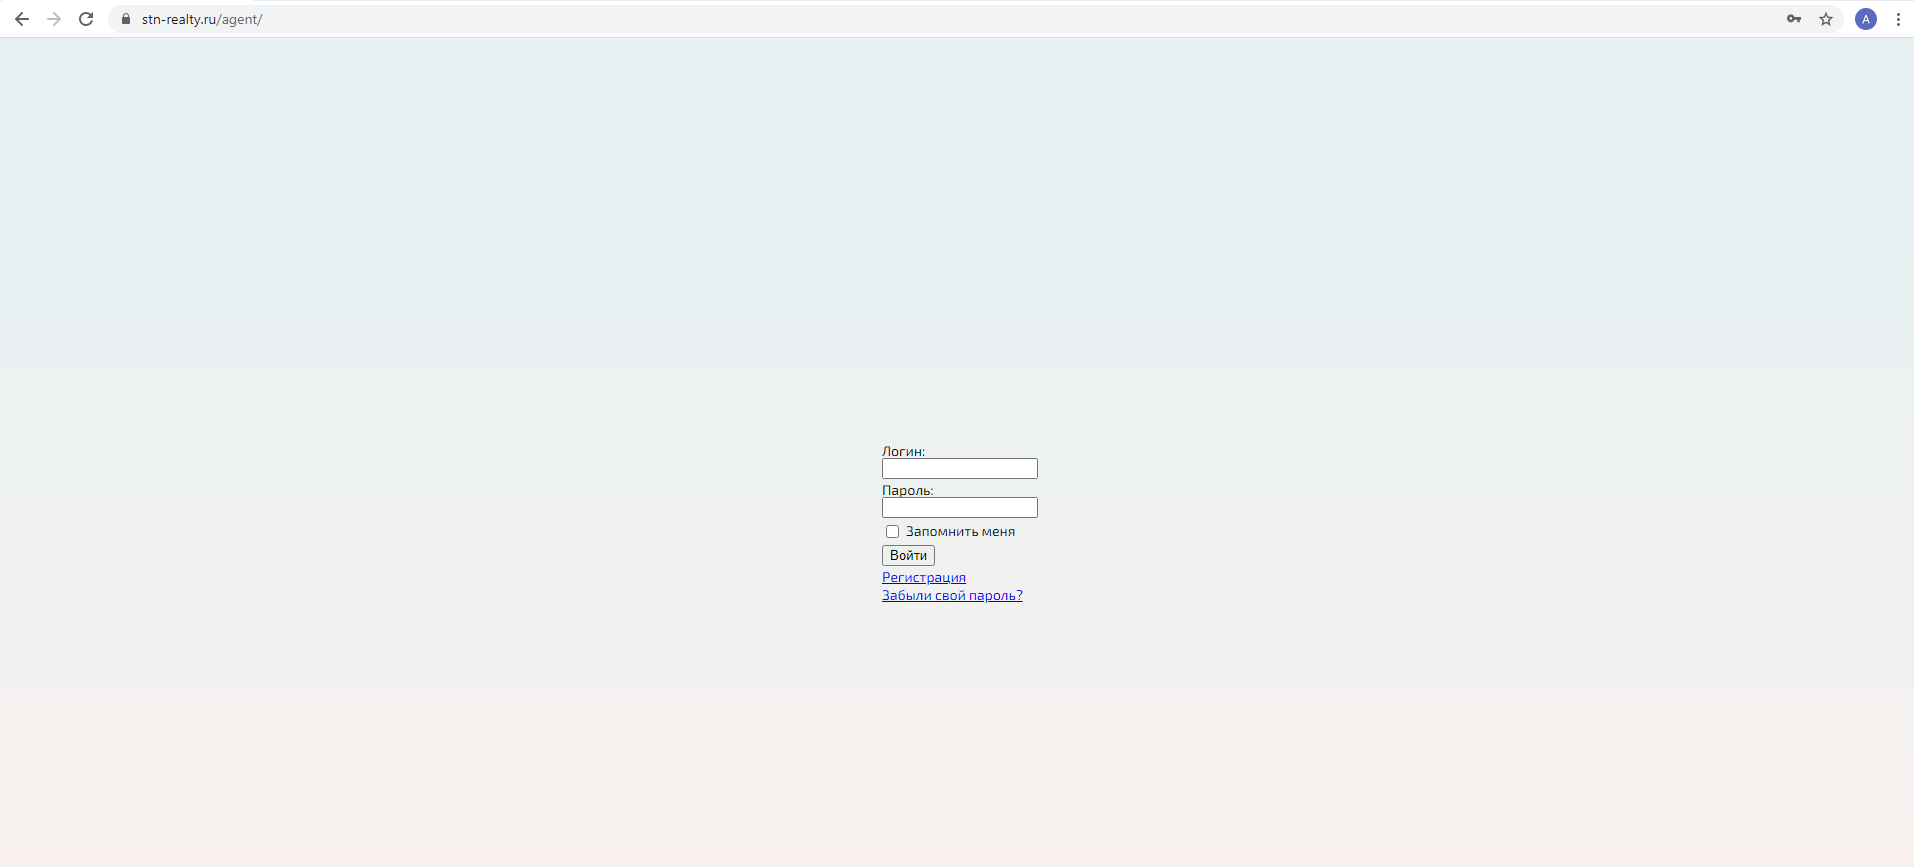 stn-realty.ru/agent/
A
Логин:
Пароль:
Запомнить меня
Войти
Регистрация
Забыли свой пароль?